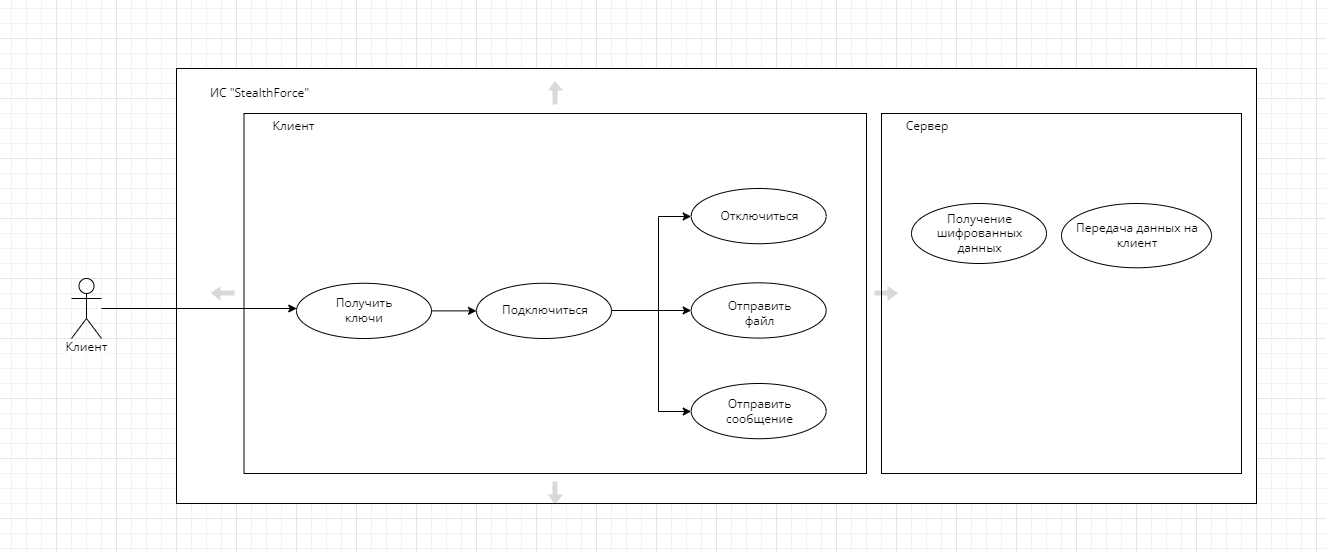 ИС "StealthForce"
Клиент
Сервер
Отключиться
Получение
шифрованных
данных
Передача данных на
клиент
Получить
ключи
Подключиться
Отправить
файл
Клиент
Отправить
сообщение